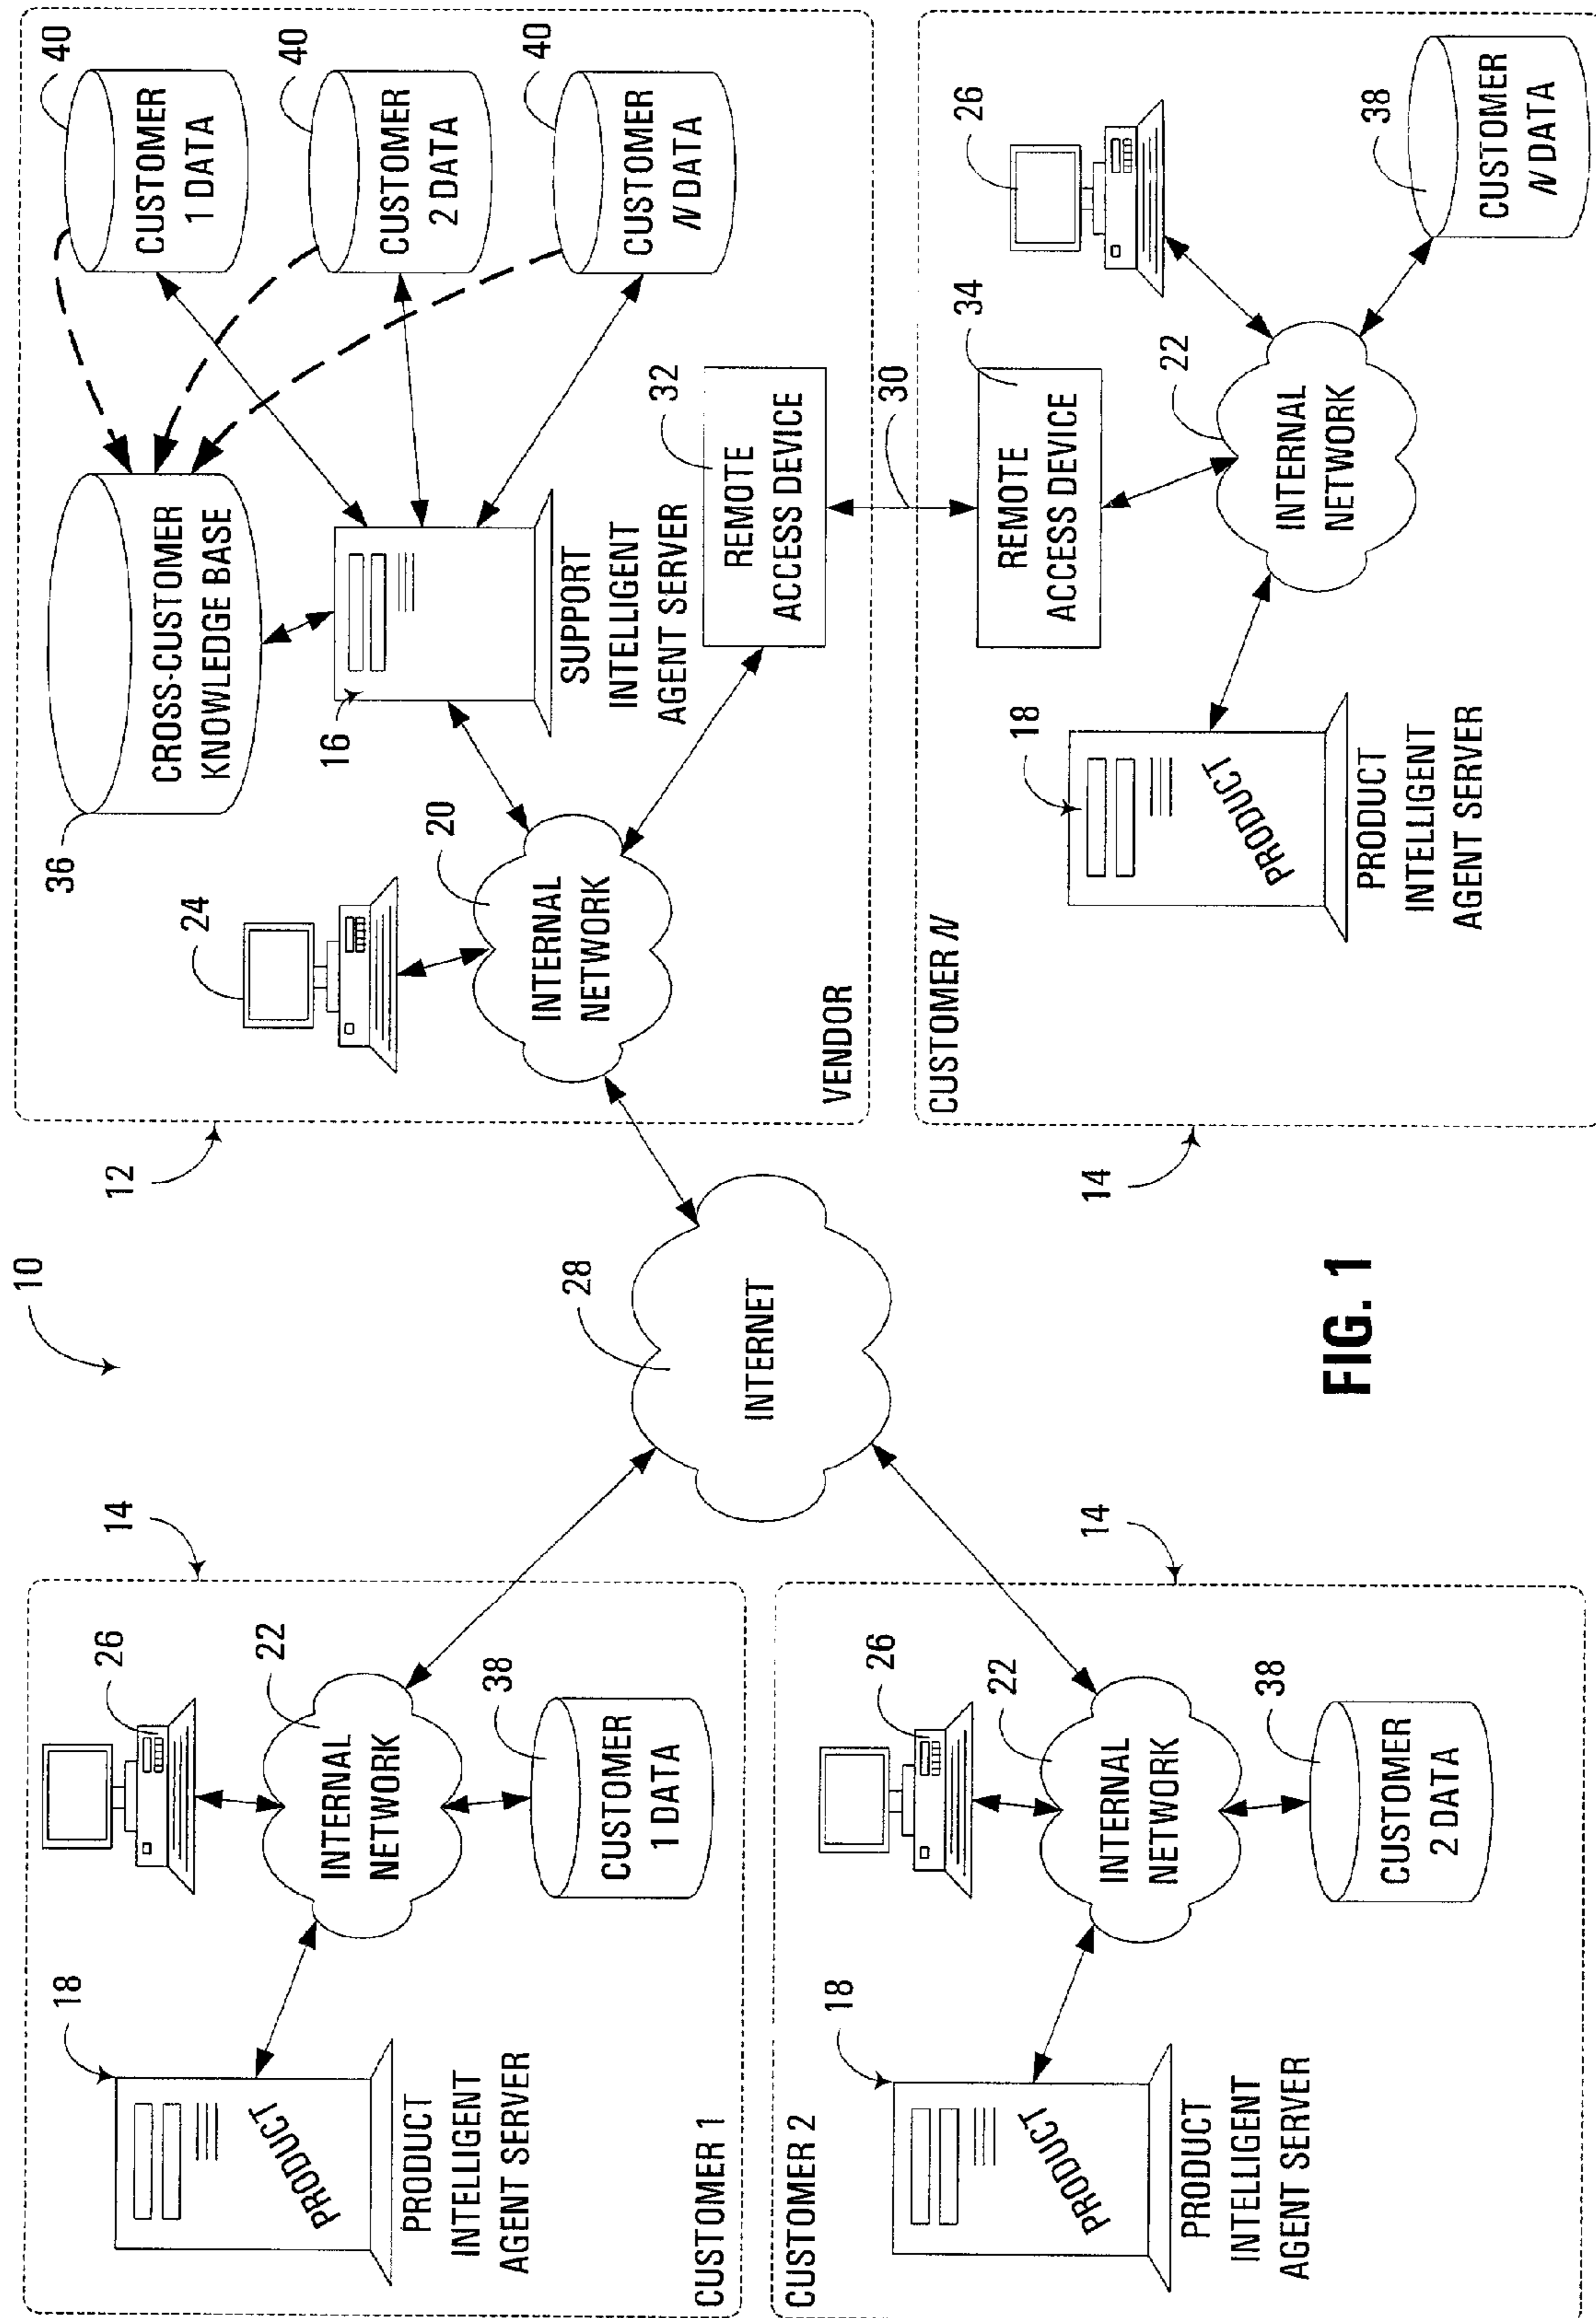 10
14
18
PRODUCT
PRODUCT
INTELLIGENT
AGENT SERVER
26
22
INTERNAL
NETWORK
38
CUSTOMER
1 DATA
CUSTOMER 1
14
CUSTOMER 2
18
PRODUCT
PRODUCT
INTELLIGENT
AGENT SERVER
26
22
INTERNAL
NETWORK
38
CUSTOMER
2 DATA
28
INTERNET
12
24
20
INTERNAL
NETWORK
VENDOR
36
CROSS-CUSTOMER
KNOWLEDGE BASE
16
SUPPORT
INTELLIGENT
AGENT SERVER
40
CUSTOMER
1 DATA
40
CUSTOMER
2 DATA
40
CUSTOMER
N DATA
32
REMOTE
ACCESS DEVICE
30
14
CUSTOMER N
34
REMOTE
ACCESS DEVICE
18
PRODUCT
PRODUCT
INTELLIGENT
AGENT SERVER
22
INTERNAL
NETWORK
26
38
CUSTOMER
N DATA
FIG. 1